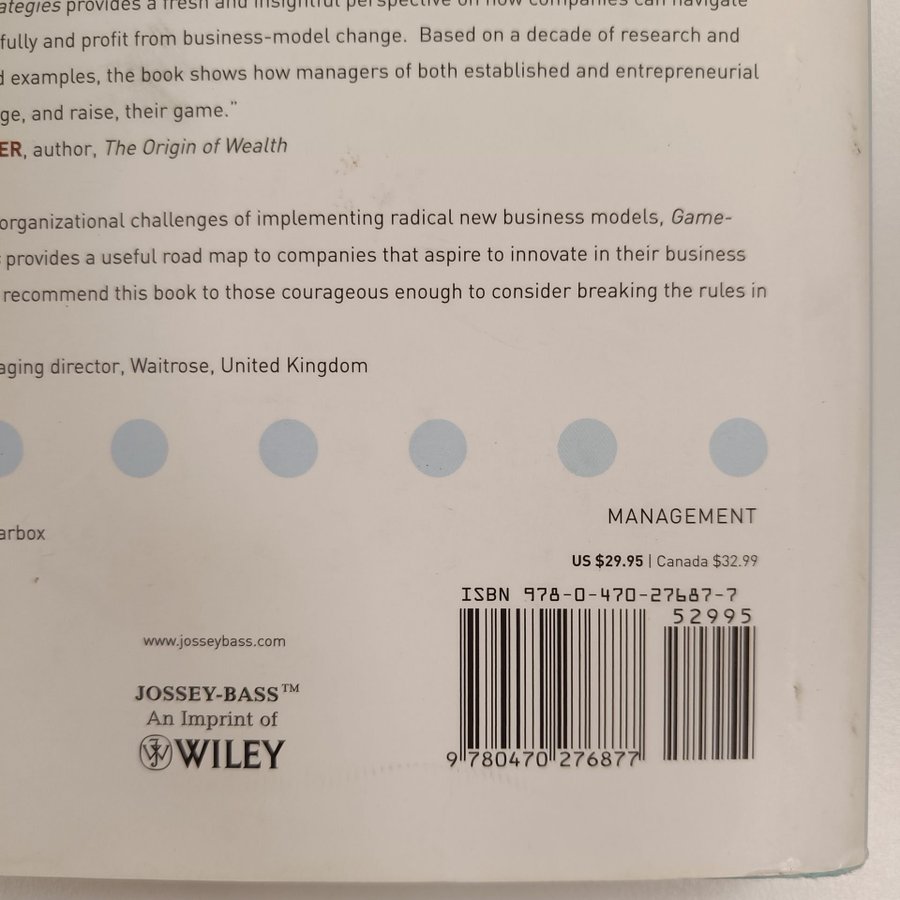 ategies provides a fresh and insightful perspective on how companies can navigate
fully and profit from business-model change. Based on a decade of research and
examples, the book shows how managers of both established and entrepreneurial
ge, and raise, their game.”
ER, author, The Origin of Wealth
organizational challenges of implementing radical new business models, Game-
provides a useful road map to companies that aspire to innovate in their business
recommend this book to those courageous enough to consider breaking the rules in
aging director, Waitrose, United Kingdom
MANAGEMENT
arbox
US $29.95 | Canada $32.99
ISBN 978-0-470-27687-7
52995
www.josseybass.com
JOSSEY-BASS™
An Imprint of
WILEY
9 780470 276877